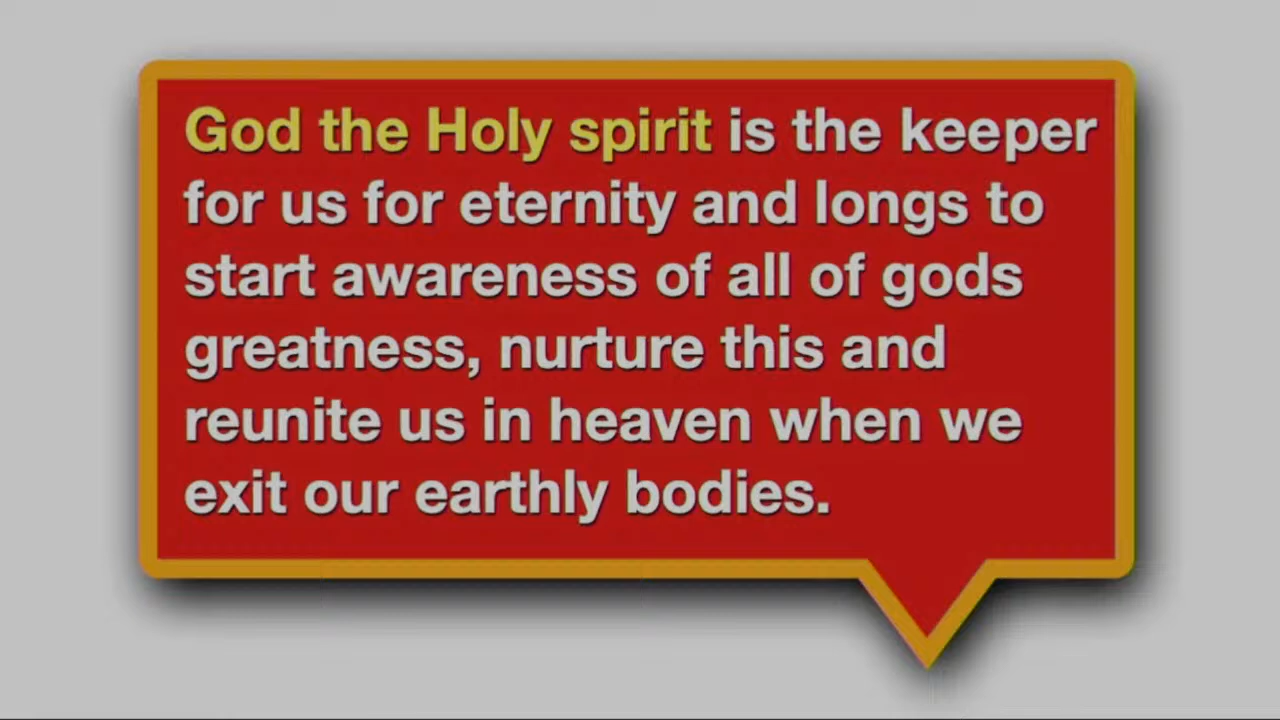 God the Holy spirit is the keeper
for us for eternity and longs to
start awareness of all of gods
greatness, nurture this and
reunite us in heaven when we
exit our earthly bodies.